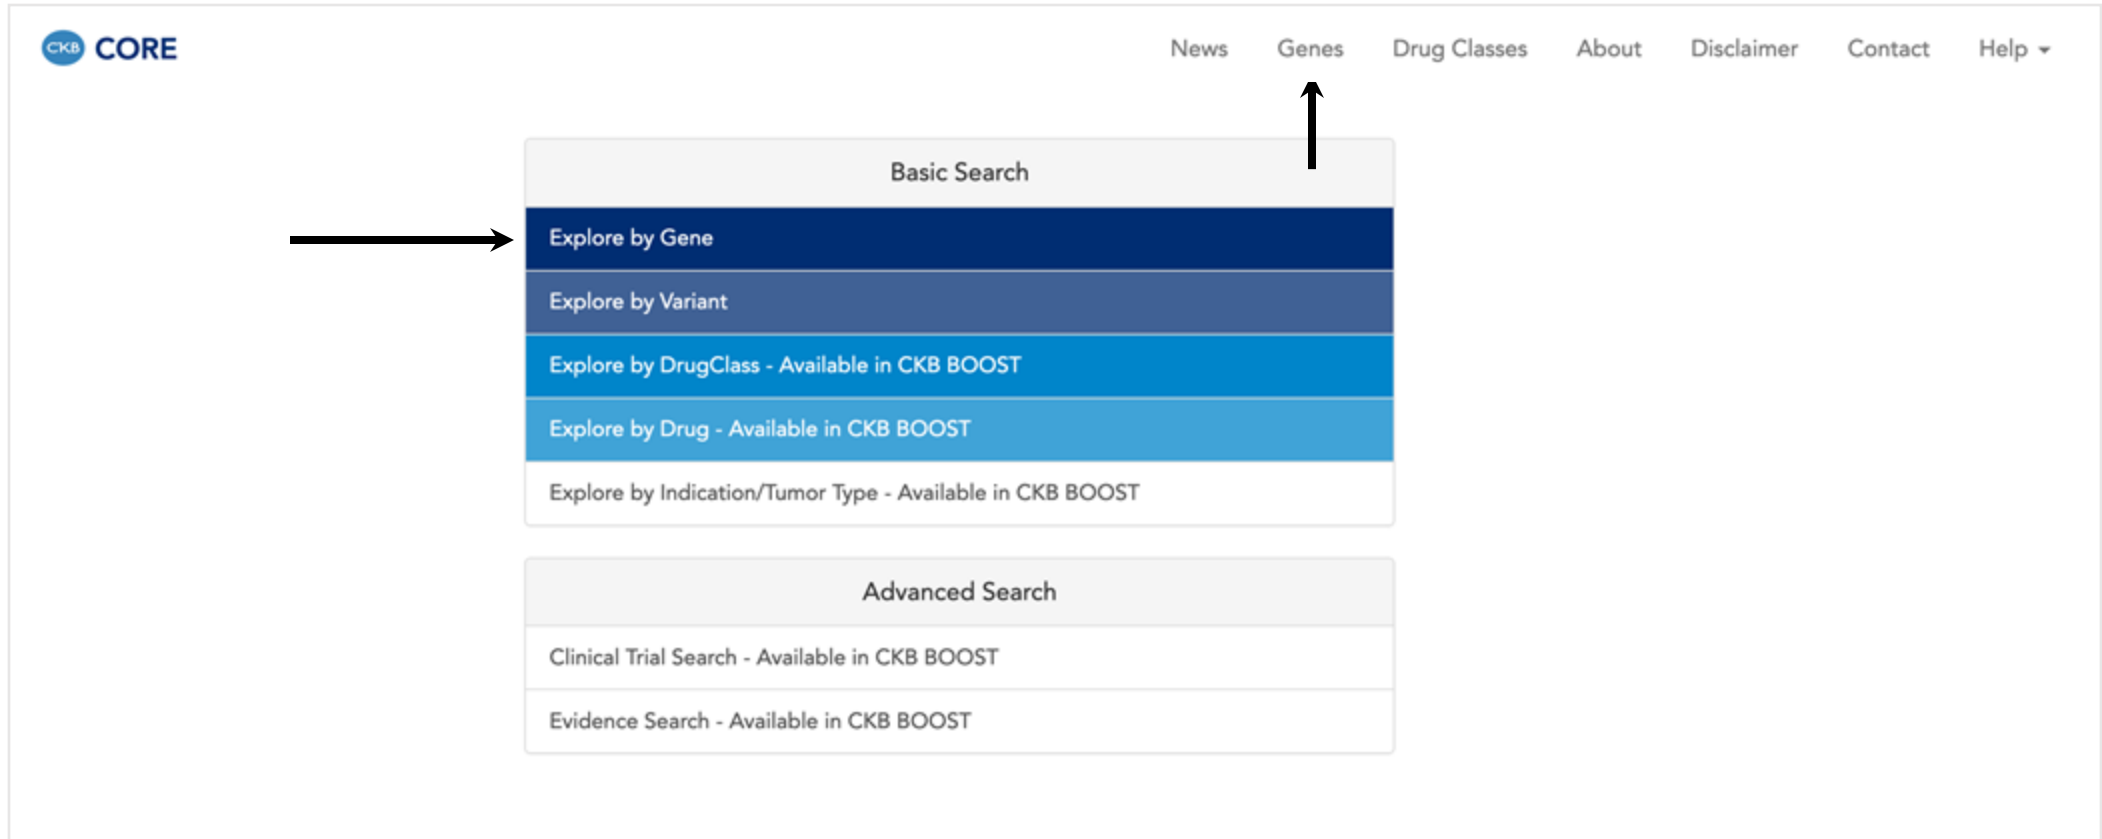 CKB CORE
News Genes Drug Classes About Disclaimer Contact Help
Basic Search
Explore by Gene
Explore by Variant
Explore by DrugClass - Available in CKB BOOST
Explore by Drug - Available in CKB BOOST
Explore by Indication/Tumor Type - Available in CKB BOOST
Advanced Search
Clinical Trial Search - Available in CKB BOOST
Evidence Search - Available in CKB BOOST